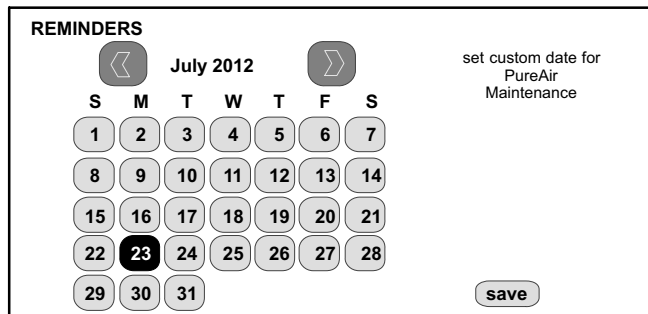 REMINDERS
July 2012
set custom date for
PureAir
Maintenance
S M T W T F S
1 2 3 4 5 6 7
8 9 10 11 12 13 14
15 16 17 18 19 20 21
22 23 24 25 26 27 28
29 30 31
save